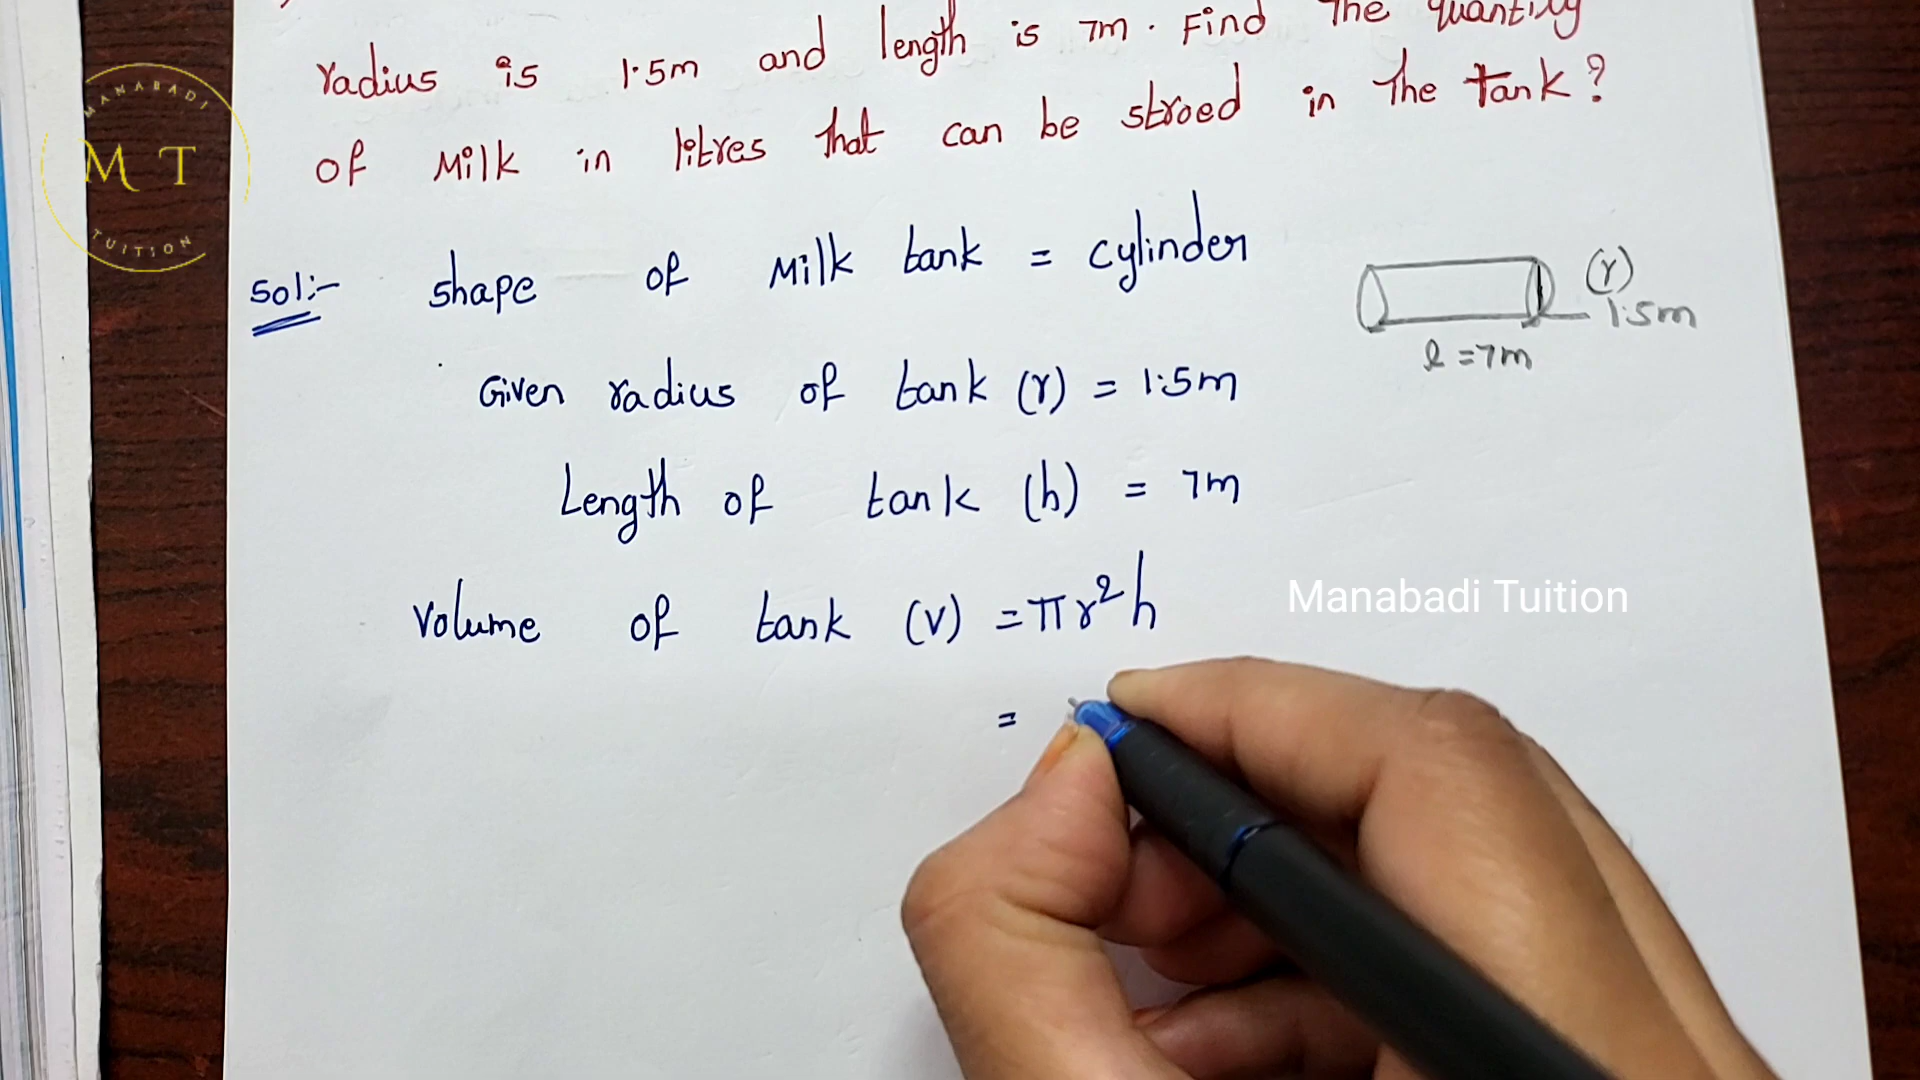 radius is 1.5m and length is 7m. Find The quantity
of Milk in litres That can be stroed in The Tank?
MANABADI
MT
TUITION
Sol:- shape of Milk tank = cylinder
(r)
1.5m
l = 7m
Given radius of tank (r) = 1.5m
Length of tank (h) = 7m
Volume of tank (v) = πr²h
Manabadi Tuition
=